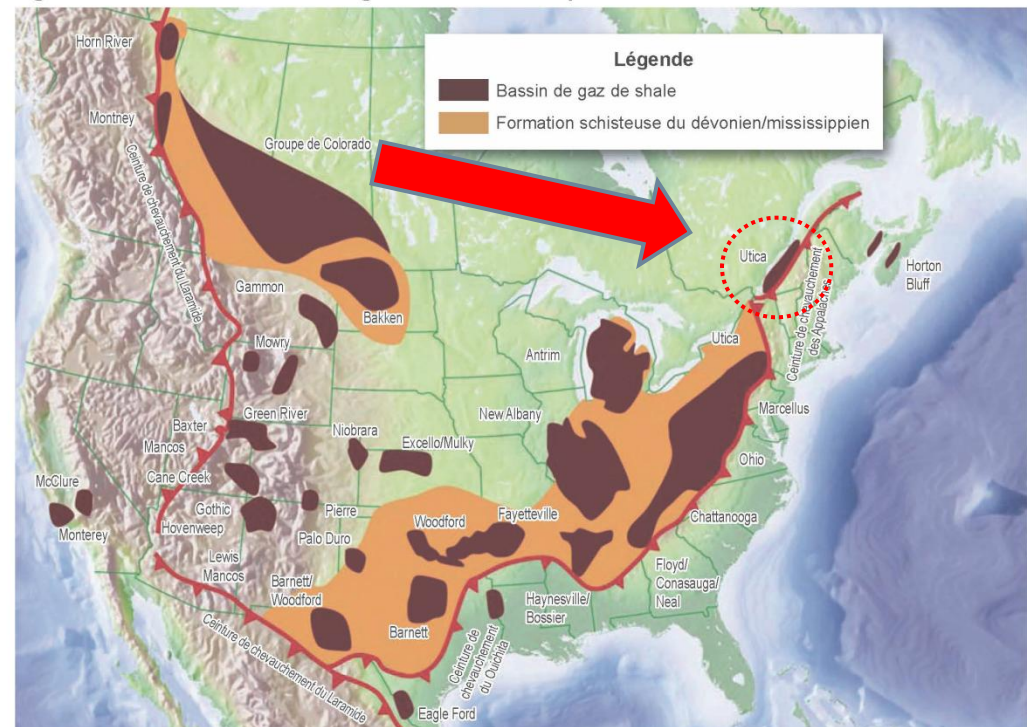 Légende
Bassin de gaz de shale
Formation schisteuse du dévonien/mississippien
Horn River
Montney
Groupe de Colorado
Ceinture de chevauchement du Laramide
Utica
Horton
Bluff
Ceinture de chevauchement
des Appalaches
Gammon
Bakken
Utica
Mowry
Antrim
Green River
New Albany
Marcellus
Baxter
Niobrara
Excello/Mulky
Mancos
Ohio
McClure
Cane Creek
Gothic
Pierre
Woodford
Fayetteville
Chattanooga
Monterey
Hovenweep
Palo Duro
Lewis
Mancos
Barnett/
Woodford
Floyd/
Conasauga/
Neal
Haynesville/
Bossier
Barnett
Ceinture de
chevauchement
du Ouichita
Ceinture de chevauchement du Laramide
Eagle Ford